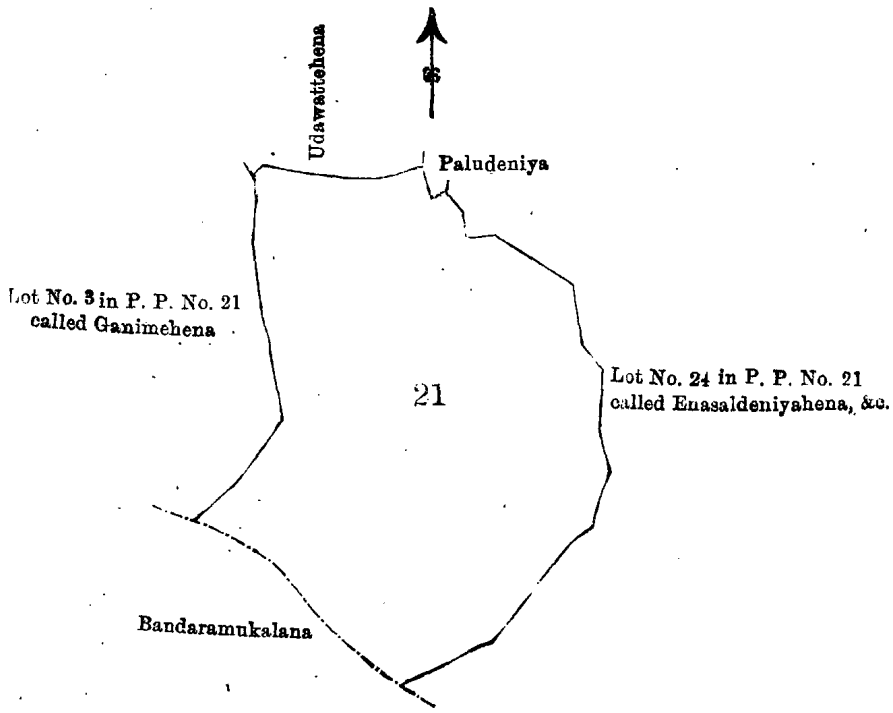 Udawattehena
Paludeniya
Lot No. 3 in P. P. No. 21
called Ganimehena
21
Lot No. 24 in P. P. No. 21
called Enasaldeniyahena, &c.
Bandaramukalana